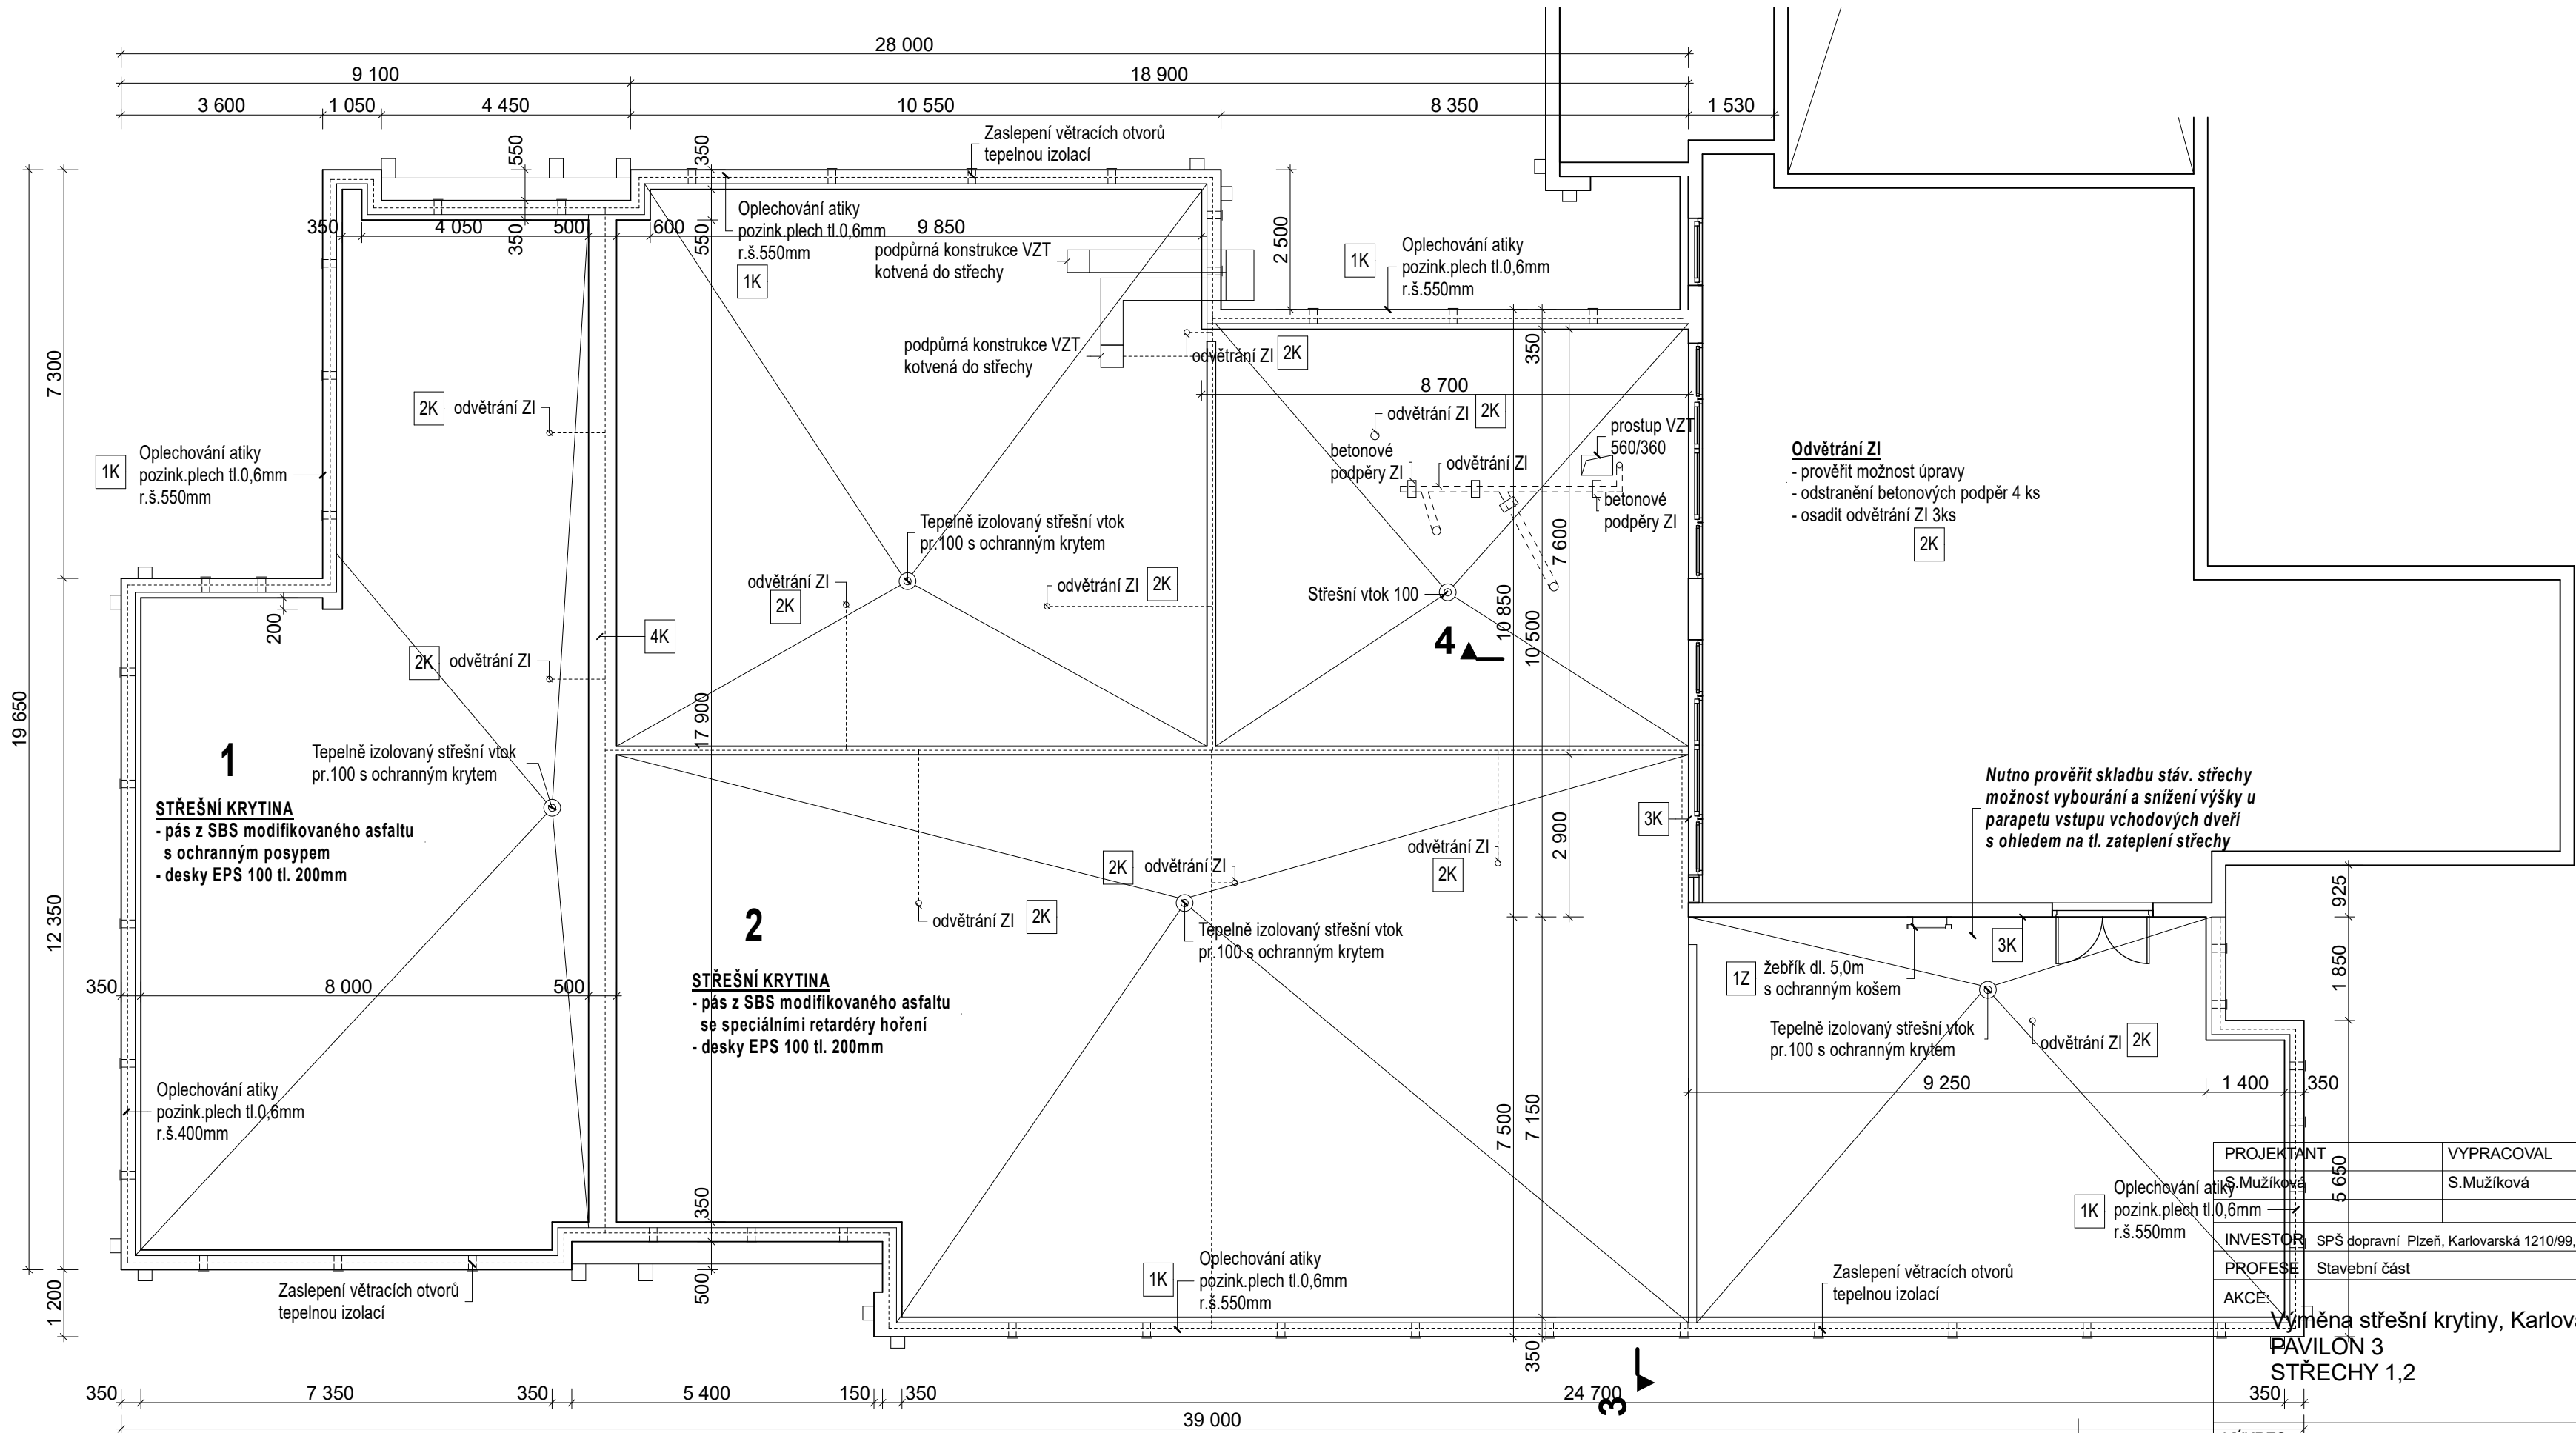 28 000
9 100
18 900
3 600
1 050
4 450
10 550
8 350
1 530
Zaslepení větracích otvorů
tepelnou izolací
550
350
350
4 050
500
350
600
550
9 850
2 500
Oplechování atiky
pozink.plech tl.0,6mm
r.š.550mm
1K
podpůrná konstrukce VZT
kotvená do střechy
1K
Oplechování atiky
pozink.plech tl.0,6mm
r.š.550mm
podpůrná konstrukce VZT
kotvená do střechy
odvětrání ZI
2K
350
7 300
8 700
2K
odvětrání ZI
odvětrání ZI
2K
prostup VZT
560/360
betonové
podpěry ZI
odvětrání ZI
betonové
podpěry ZI
Odvětrání ZI
- prověřit možnost úpravy
- odstranění betonových podpěr 4 ks
- osadit odvětrání ZI 3ks
2K
1K
Oplechování atiky
pozink.plech tl.0,6mm
r.š.550mm
Tepelně izolovaný střešní vtok
pr.100 s ochranným krytem
7 600
odvětrání ZI
2K
odvětrání ZI
2K
Střešní vtok 100
10 850
10 500
200
4K
4
2K
odvětrání ZI
19 650
17 900
1
Tepelně izolovaný střešní vtok
pr.100 s ochranným krytem
STŘEŠNÍ KRYTINA
- pás z SBS modifikovaného asfaltu
s ochranným posypem
- desky EPS 100 tl. 200mm
Nutno prověřit skladbu stáv. střechy
možnost vybourání a snížení výšky u
parapetu vstupu vchodových dveří
s ohledem na tl. zateplení střechy
3K
2 900
2K
odvětrání ZI
odvětrání ZI
2K
925
12 350
2
odvětrání ZI
2K
Tepelně izolovaný střešní vtok
pr.100 s ochranným krytem
3K
1 850
350
8 000
500
STŘEŠNÍ KRYTINA
- pás z SBS modifikovaného asfaltu
se speciálními retardéry hoření
- desky EPS 100 tl. 200mm
1Z
žebřík dl. 5,0m
s ochranným košem
Tepelně izolovaný střešní vtok
pr.100 s ochranným krytem
odvětrání ZI
2K
9 250
1 400
350
Oplechování atiky
pozink.plech tl.0,6mm
r.š.400mm
7 500
7 150
5 650
350
1K
Oplechování atiky
pozink.plech tl.0,6mm
r.š.550mm
PROJEKTANT
VYPRACOVAL
S.Mužíková
S.Mužíková
INVESTOR
SPŠ dopravní Plzeň, Karlovarská 1210/99,
PROFESE
Stavební část
AKCE:
Výměna střešní krytiny, Karlova
PAVILON 3
STŘECHY 1,2
1 200
Zaslepení větracích otvorů
tepelnou izolací
500
1K
Oplechování atiky
pozink.plech tl.0,6mm
r.š.550mm
Zaslepení větracích otvorů
tepelnou izolací
350
3
350
7 350
350
5 400
150
350
24 700
350
39 000